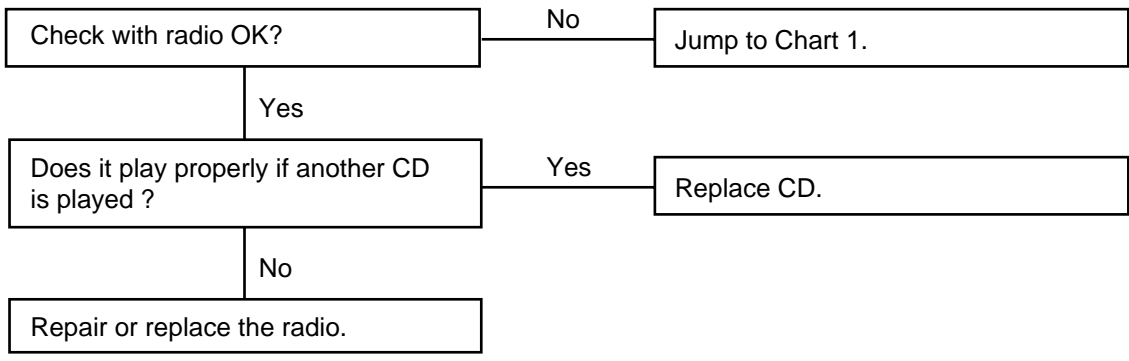 Check with radio OK?
No
Jump to Chart 1.
Yes
Does it play properly if another CD
is played ?
Yes
Replace CD.
No
Repair or replace the radio.